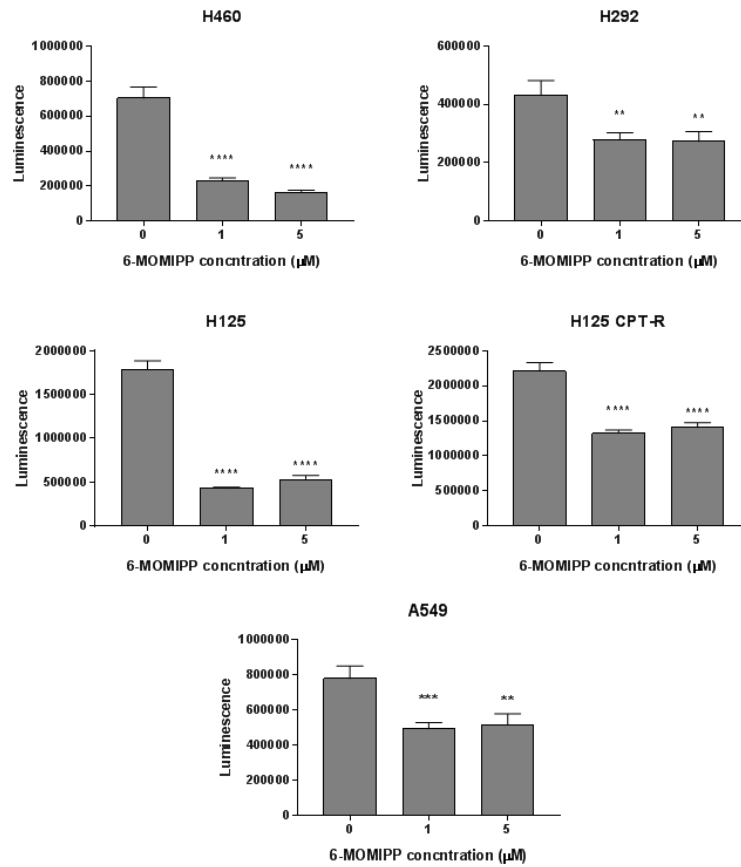 H460
1000000
800000
600000
400000
200000
0
Luminescence
****
****
0 1 5
6-MOMIPP concntration (µM)
H292
600000
400000
200000
0
Luminescence
**
**
0 1 5
6-MOMIPP concntration (µM)
H125
2000000
1500000
1000000
500000
0
Luminescence
****
****
0 1 5
6-MOMIPP concntration (µM)
H125 CPT-R
2500000
2000000
1500000
1000000
500000
0
Luminescence
****
****
0 1 5
6-MOMIPP concntration (µM)
A549
1000000
800000
600000
400000
200000
0
Luminescence
***
**
0 1 5
6-MOMIPP concntration (µM)